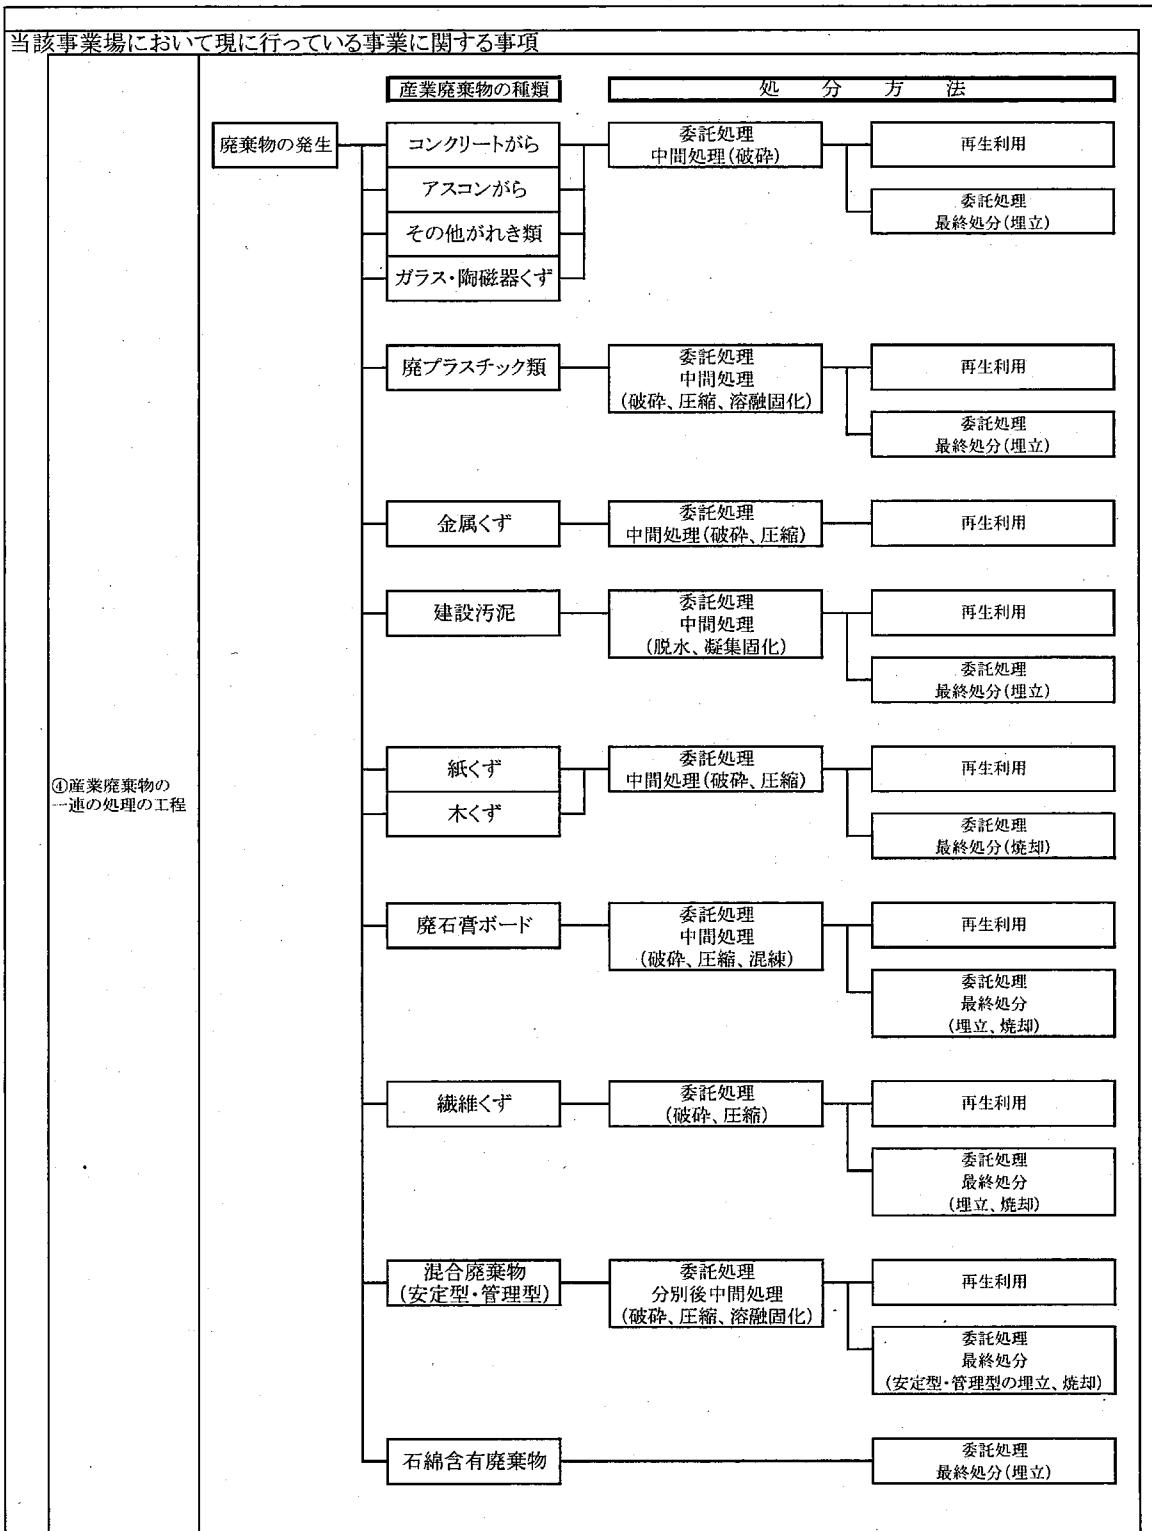 当該事業場において現に行っている事業に関する事項
産業廃棄物の種類
処分方法
廃棄物の発生
コンクリートがら
委託処理
中間処理(破砕)
再生利用
アスコンがら
委託処理
最終処分(埋立)
その他がれき類
ガラス・陶磁器くず
廃プラスチック類
委託処理
中間処理
(破砕、圧縮、溶融固化)
再生利用
委託処理
最終処分(埋立)
金属くず
委託処理
中間処理(破砕、圧縮)
再生利用
建設汚泥
委託処理
中間処理
(脱水、凝集固化)
再生利用
委託処理
最終処分(埋立)
④産業廃棄物の
一連の処理の工程
紙くず
木くず
委託処理
中間処理(破砕、圧縮)
再生利用
委託処理
最終処分(焼却)
廃石膏ボード
委託処理
中間処理
(破砕、圧縮、混練)
再生利用
委託処理
最終処分
(埋立、焼却)
繊維くず
委託処理
(破砕、圧縮)
再生利用
委託処理
最終処分
(埋立、焼却)
混合廃棄物
(安定型・管理型)
委託処理
分別後中間処理
(破砕、圧縮、溶融固化)
再生利用
委託処理
最終処分
(安定型・管理型の埋立、焼却)
石綿含有廃棄物
委託処理
最終処分(埋立)